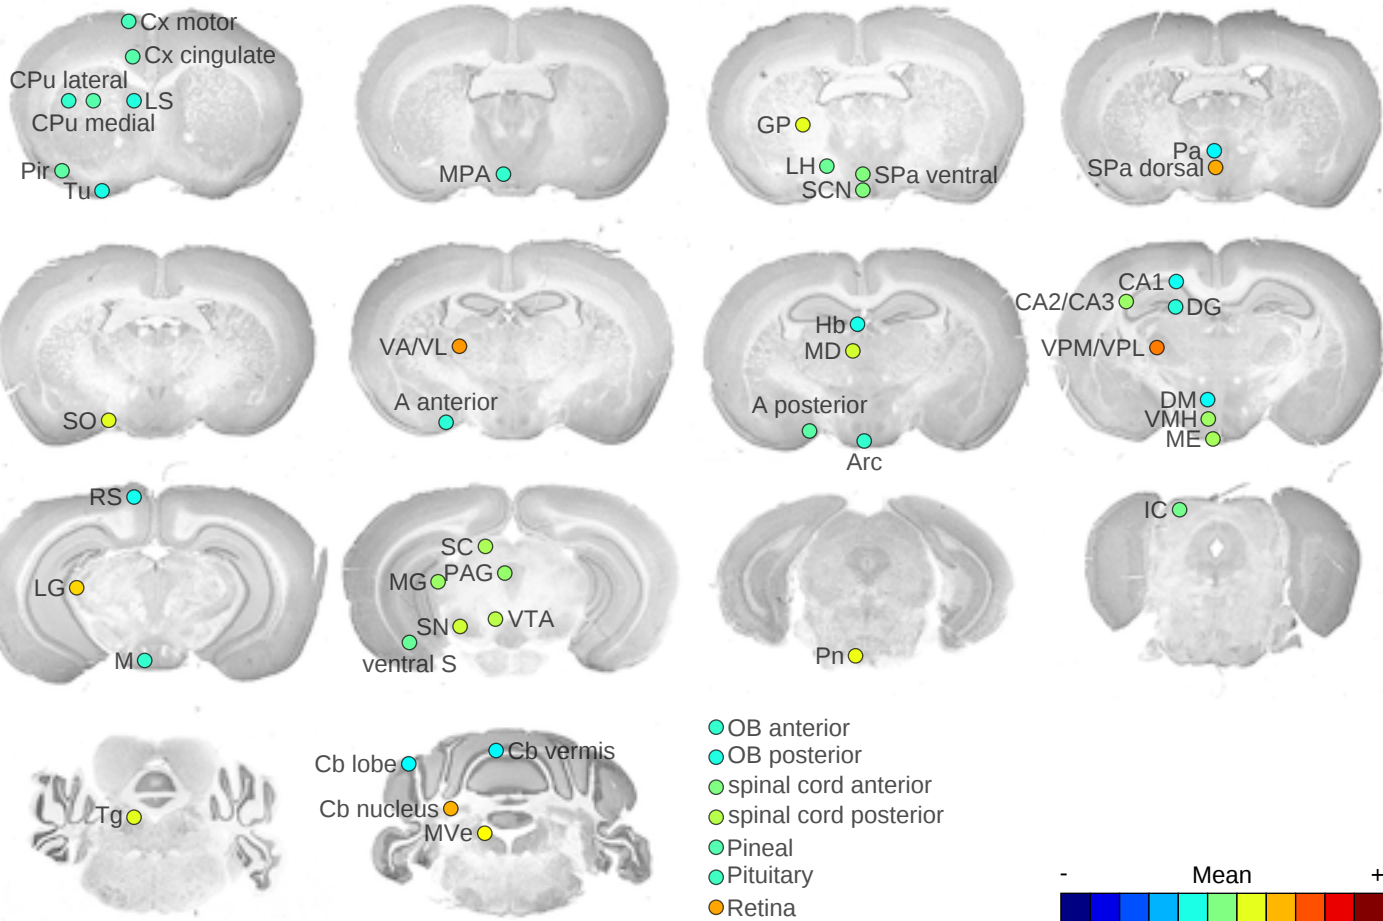 Cx motor
Cx cingulate
CPu lateral
LS
CPu medial
Pir
Tu
MPA
GP
LH
SPa ventral
SCN
Pa
SPa dorsal
SO
VA/VL
A anterior
Hb
MD
A posterior
Arc
CA1
CA2/CA3
DG
VPM/VPL
DM
VMH
ME
RS
LG
M
SC
MG
PAG
SN
VTA
ventral S
Pn
IC
Tg
Cb lobe
Cb vermis
Cb nucleus
MVe
OB anterior
OB posterior
spinal cord anterior
spinal cord posterior
Pineal
Pituitary
Retina
- Mean +